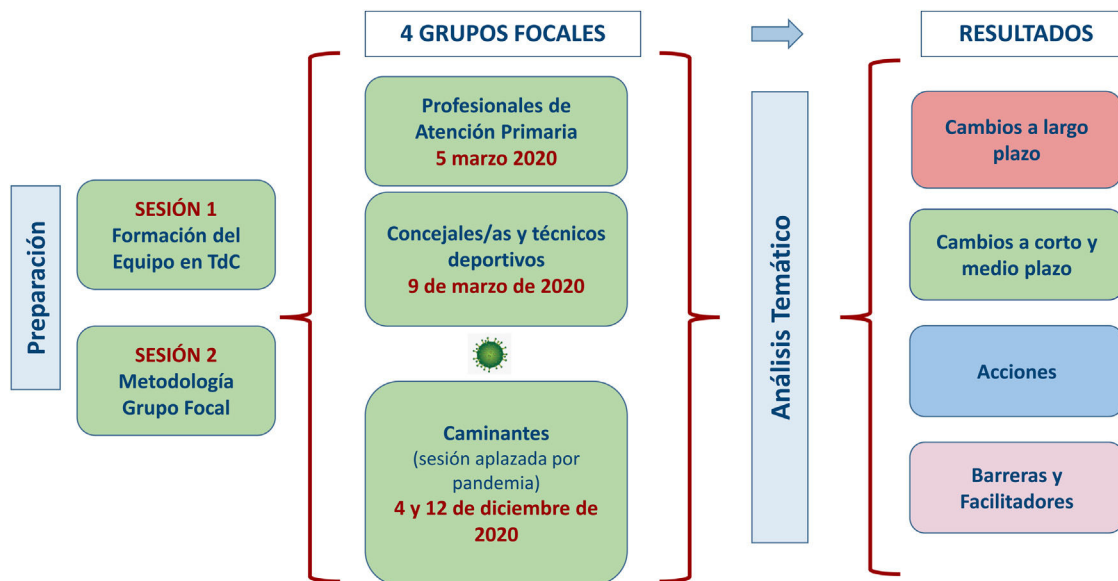 Preparación
SESIÓN 1
Formación del
Equipo en TdC
SESIÓN 2
Metodología
Grupo Focal
4 GRUPOS FOCALES
Profesionales de
Atención Primaria
5 marzo 2020
Concejales/as y técnicos
deportivos
9 de marzo de 2020
Caminantes
(sesión aplazada por
pandemia)
4 y 12 de diciembre de
2020
Análisis Temático
RESULTADOS
Cambios a largo
plazo
Cambios a corto y
medio plazo
Acciones
Barreras y
Facilitadores